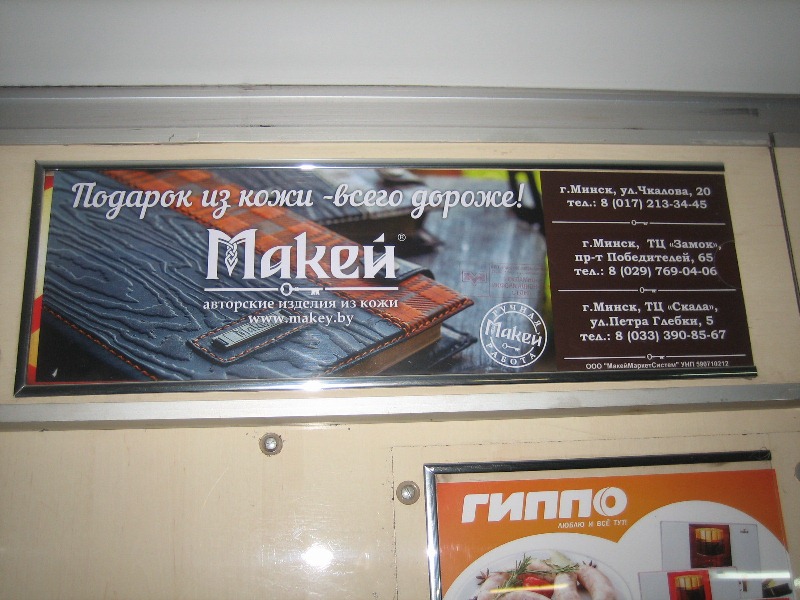 Подарок из кожи -всего дороже!
Макей®
авторские изделия из кожи
www.makey.by
РУЧНАЯ
Макей
РАБОТА
г.Минск, ул.Чкалова, 20
тел.: 8 (017) 213-34-45
г.Минск, ТЦ «Замок»,
пр-т Победителей, 65
тел.: 8 (029) 769-04-06
г.Минск, ТЦ «Скала»,
ул.Петра Глебки, 5
тел.: 8 (033) 390-85-67
ООО "МакейМаркетСистем" УНП 590710212
ГИППО
ЛЮБЛЮ И ВСЁ ТУТ!